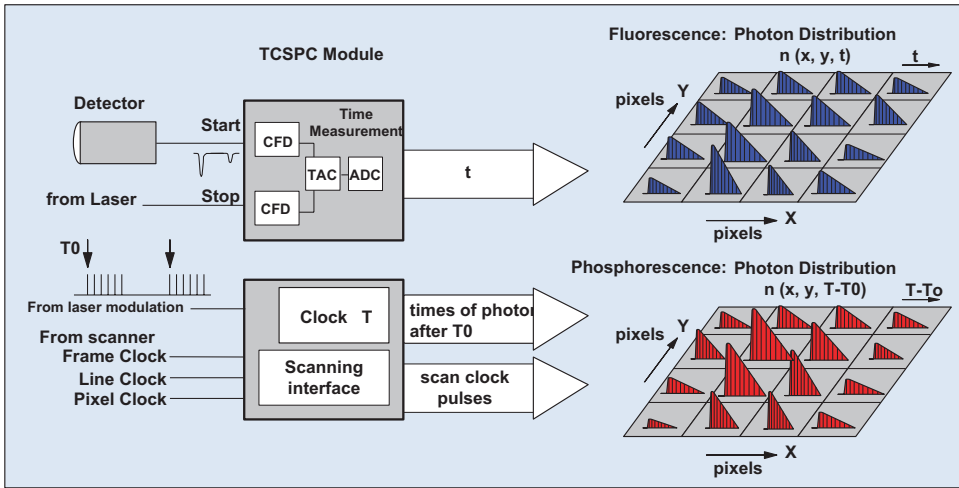 TCSPC Module
Detector
Start
Time
Measurement
CFD
TAC
ADC
t
from Laser
Stop
CFD
T0
From laser modulation
From scanner
Frame Clock
Line Clock
Pixel Clock
Clock T
Scanning
interface
times of photon
after T0
scan clock
pulses
Fluorescence: Photon Distribution
n (x, y, t)
t
Y
pixels
X
pixels
Phosphorescence: Photon Distribution
n (x, y, T-T0)
T-To
Y
pixels
X
pixels